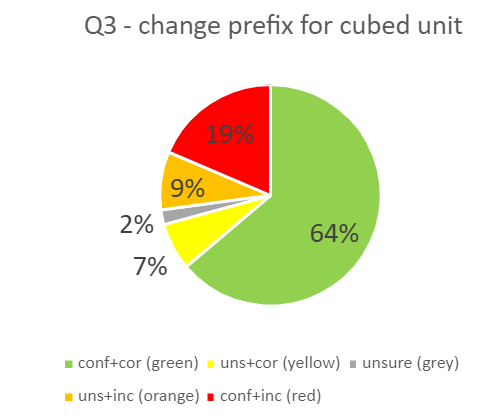 Q3 - change prefix for cubed unit
19%
9%
2%
7%
64%
conf+cor (green) uns+cor (yellow) unsure (grey)
uns+inc (orange) conf+inc (red)